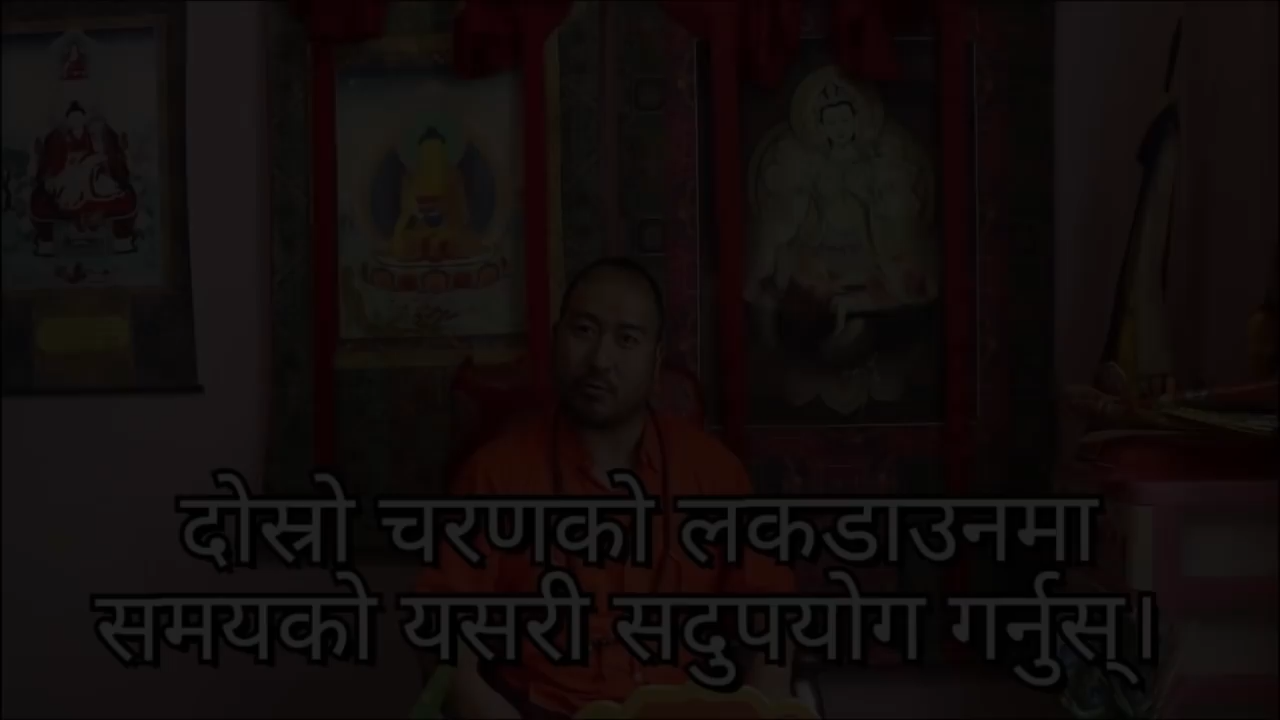 दोस्रो चरणको लकडाउनमा
समयको यसरी सदुपयोग गर्नुस्।